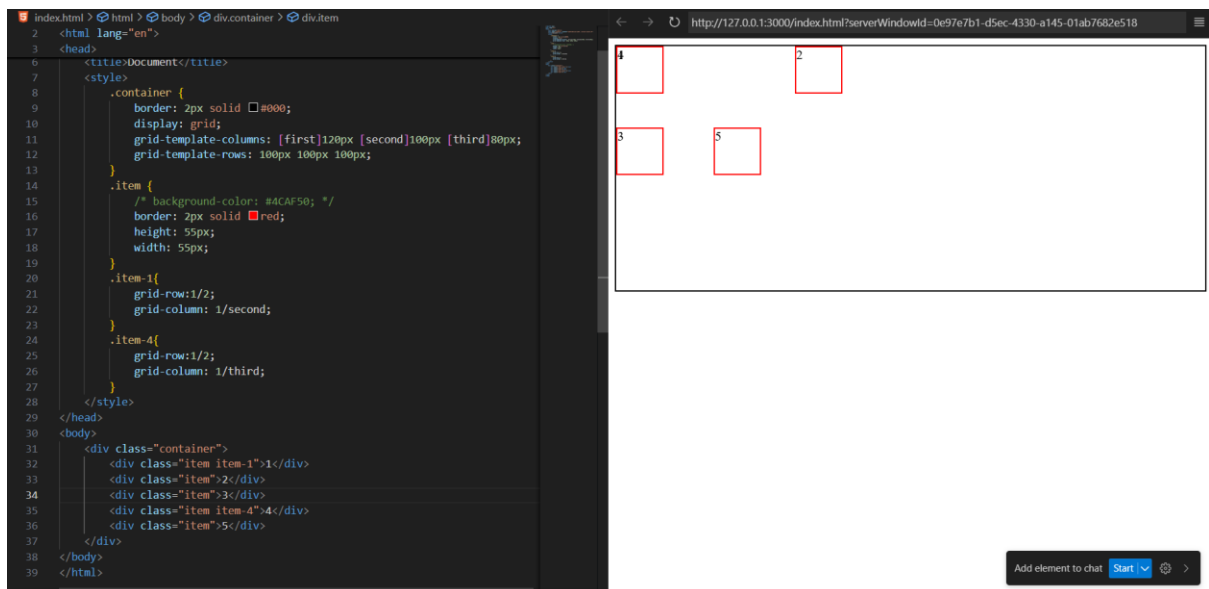 index.html > html > body > div.container > div.item
2 <html lang="en">
3 <head>
6 <title>Document</title>
7 <style>
8 .container {
9 border: 2px solid #000;
10 display: grid;
11 grid-template-columns: [first]120px [second]100px [third]80px;
12 grid-template-rows: 100px 100px 100px;
13 }
14 .item {
15 /* background-color: #4CAF50; */
16 border: 2px solid red;
17 height: 55px;
18 width: 55px;
19 }
20 .item-1{
21 grid-row:1/2;
22 grid-column: 1/second;
23 }
24 .item-4{
25 grid-row:1/2;
26 grid-column: 1/third;
27 }
28 </style>
29 </head>
30 <body>
31 <div class="container">
32 <div class="item item-1">1</div>
33 <div class="item">2</div>
34 <div class="item">3</div>
35 <div class="item item-4">4</div>
36 <div class="item">5</div>
37 </div>
38 </body>
39 </html>
http://127.0.0.1:3000/index.html?serverWindowId=0e97e7b1-d5ec-4330-a145-01ab7682e518
4 2
3 5
Add element to chat Start